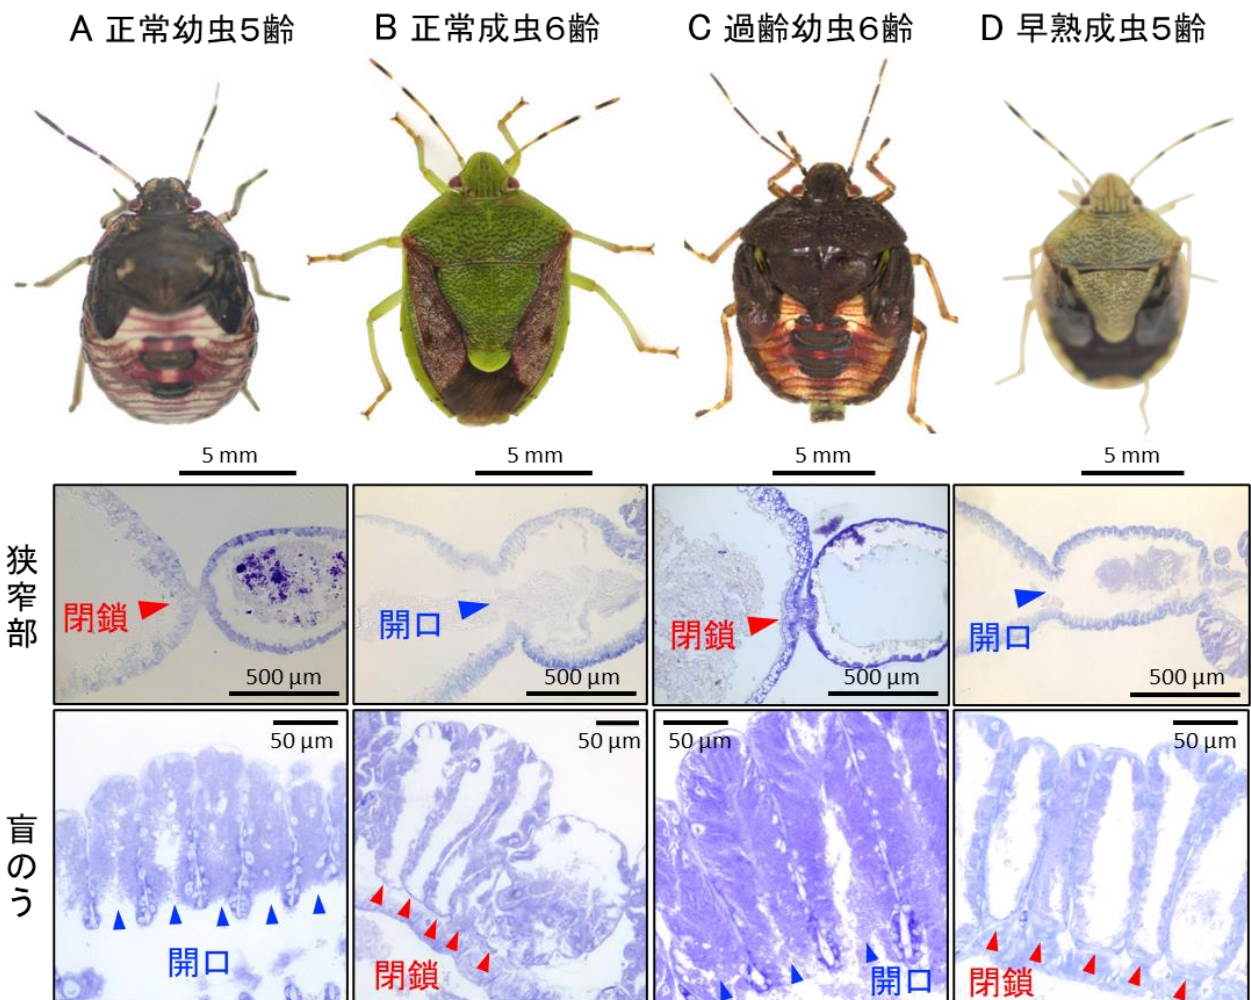 A 正常幼虫5齢
B 正常成虫6齢
C 過齢幼虫6齢
D 早熟成虫5齢
5 mm
5 mm
5 mm
5 mm
狭窄部
閉鎖
500 µm
開口
500 µm
閉鎖
500 µm
開口
500 µm
盲のう
50 µm
開口
50 µm
閉鎖
50 µm
開口
50 µm
閉鎖